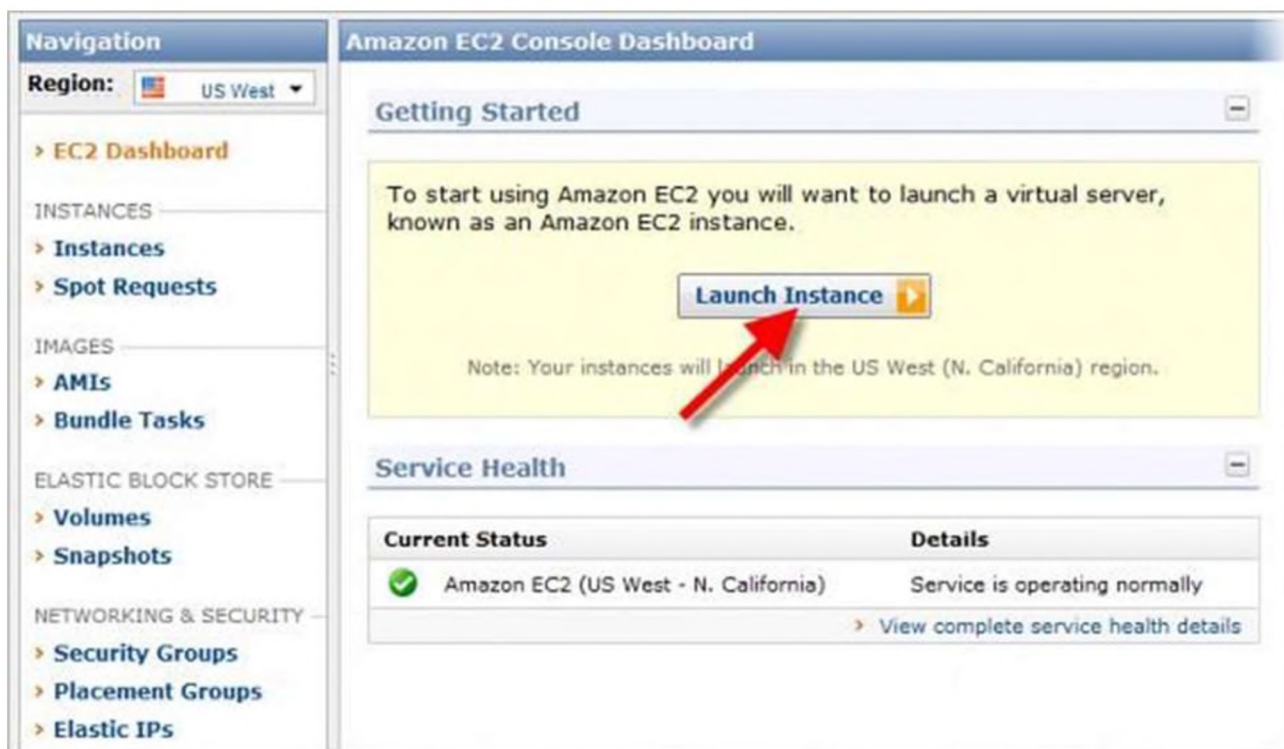 Navigation
Region: US West
> EC2 Dashboard
INSTANCES
> Instances
> Spot Requests
IMAGES
> AMIs
> Bundle Tasks
ELASTIC BLOCK STORE
> Volumes
> Snapshots
NETWORKING & SECURITY
> Security Groups
> Placement Groups
> Elastic IPs
Amazon EC2 Console Dashboard
Getting Started
To start using Amazon EC2 you will want to launch a virtual server,
known as an Amazon EC2 instance.
Launch Instance
Note: Your instances will launch in the US West (N. California) region.
Service Health
Current Status Details
Amazon EC2 (US West - N. California) Service is operating normally
> View complete service health details